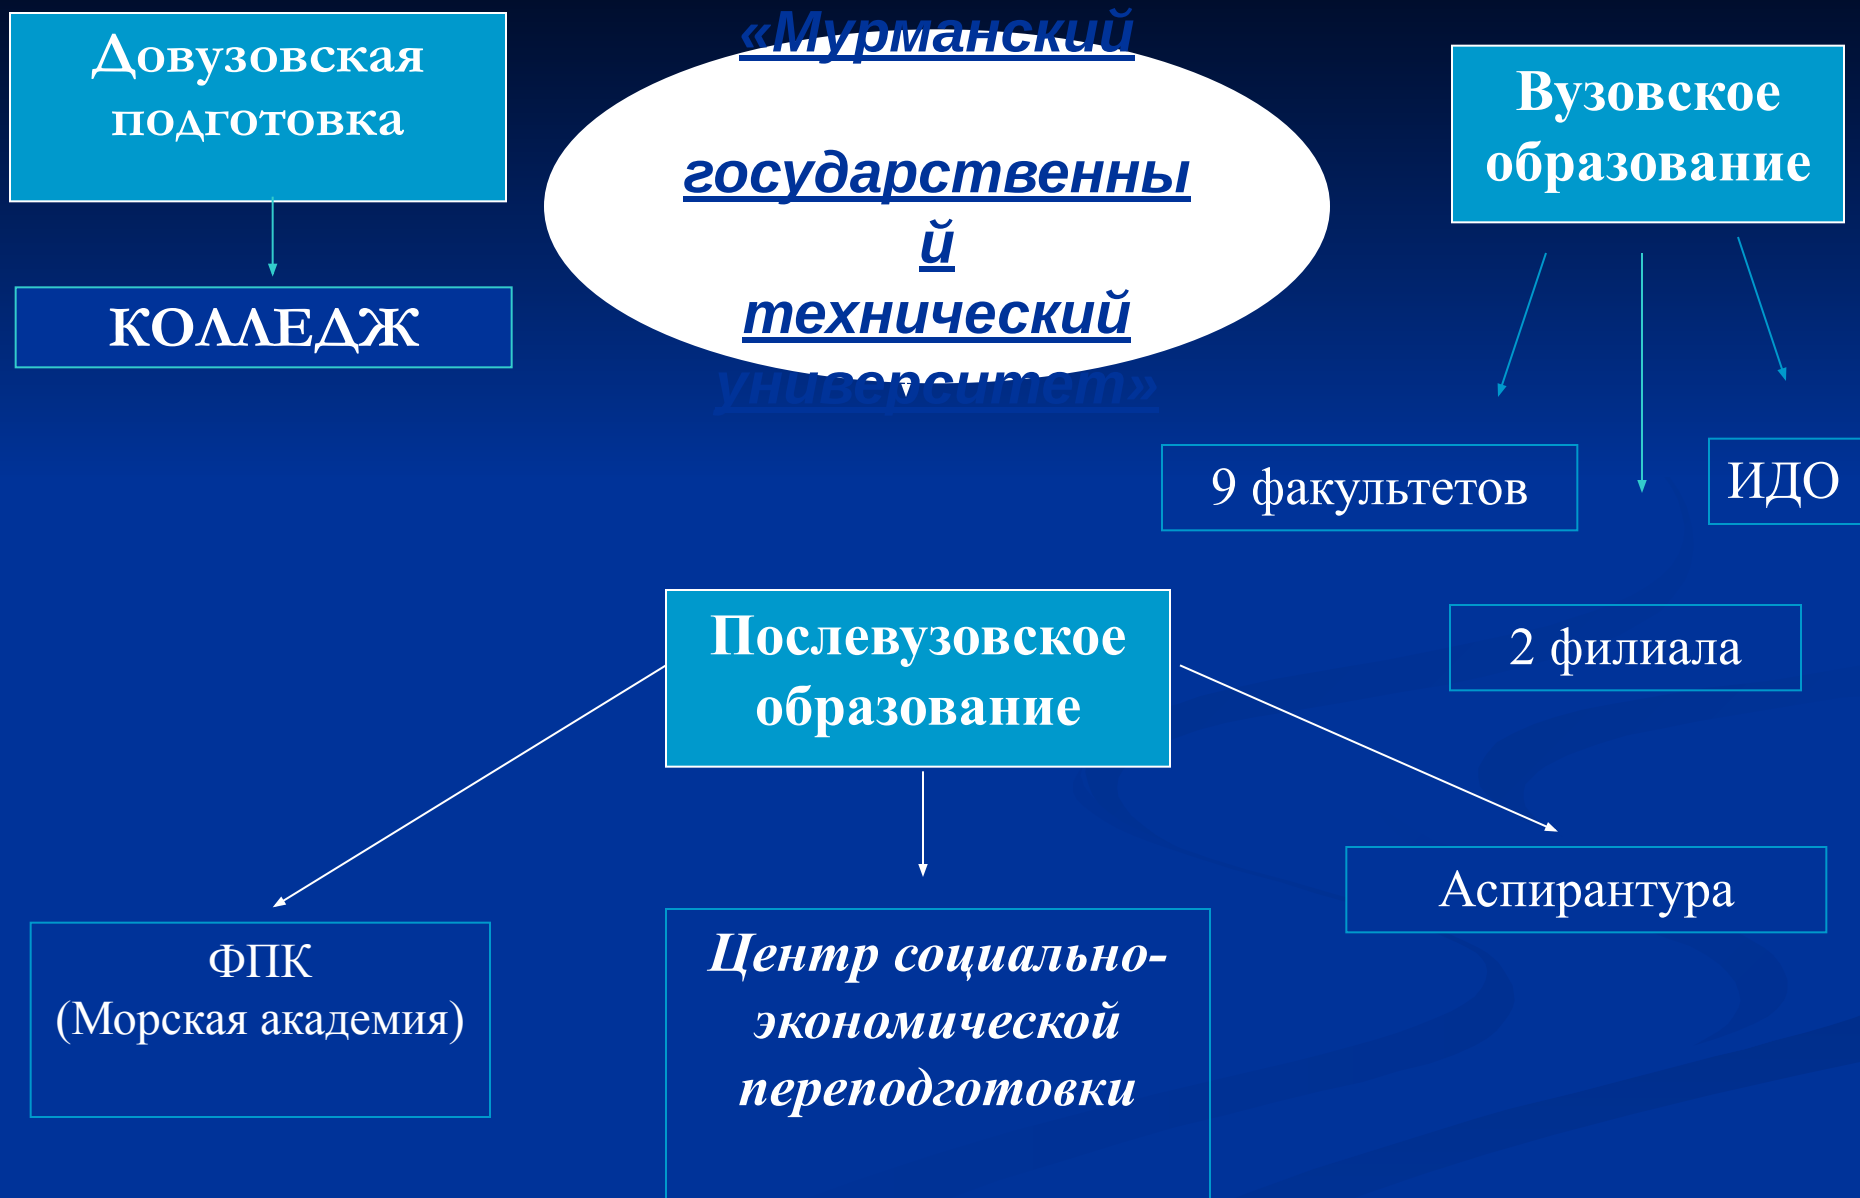 Довузовская
подготовка
КОЛЛЕДЖ
«Мурманский
государственны
й
технический
университет»
Вузовское
образование
9 факультетов
ИДО
2 филиала
Послевузовское
образование
ФПК
(Морская академия)
Центр социально-
экономической
переподготовки
Аспирантура